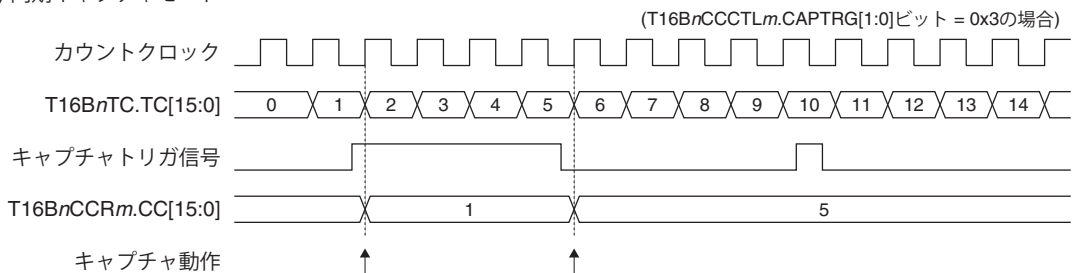 (T16BnCCCTLm.CAPTRG[1:0]ビット = 0x3の場合)
カウントクロック
T16BnTC.TC[15:0] 0 1 2 3 4 5 6 7 8 9 10 11 12 13 14
キャプチャトリガ信号
T16BnCCRm.CC[15:0] 1 5
キャプチャ動作